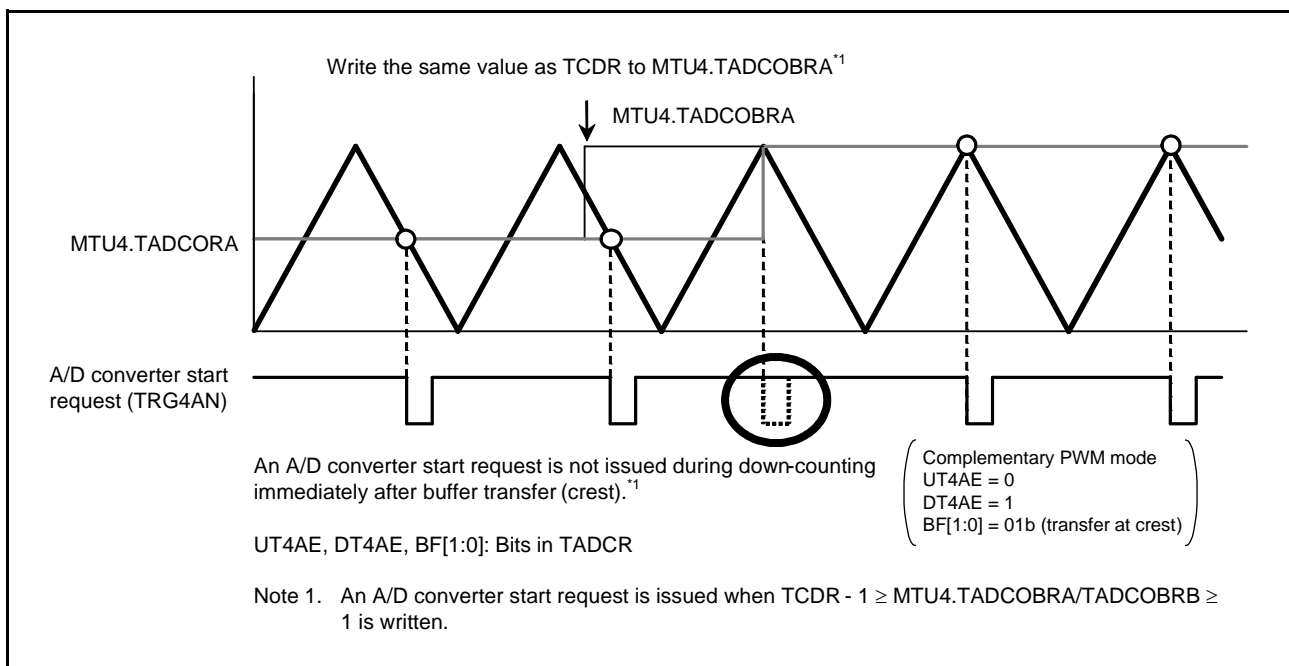 Write the same value as TCDR to MTU4.TADCOBRA*1
MTU4.TADCOBRA
MTU4.TADCORA
A/D converter start
request (TRG4AN)
An A/D converter start request is not issued during down-counting
immediately after buffer transfer (crest).*1
Complementary PWM mode
UT4AE = 0
DT4AE = 1
BF[1:0] = 01b (transfer at crest)
UT4AE, DT4AE, BF[1:0]: Bits in TADCR
Note 1. An A/D converter start request is issued when TCDR - 1 ≥ MTU4.TADCOBRA/TADCOBRB ≥
1 is written.